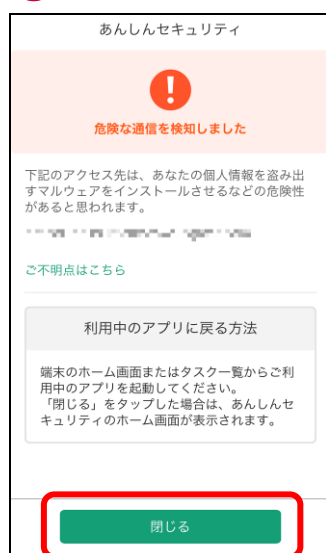 あんしんセキュリティ
危険な通信を検知しました
下記のアクセス先は、あなたの個人情報を盗み出
すマルウェアをインストールさせるなどの危険性
があると思われます。
ご不明点はこちら
利用中のアプリに戻る方法
端末のホーム画面またはタスク一覧からご利
用中のアプリを起動してください。
「閉じる」をタップした場合は、あんしんセ
キュリティのホーム画面が表示されます。
閉じる